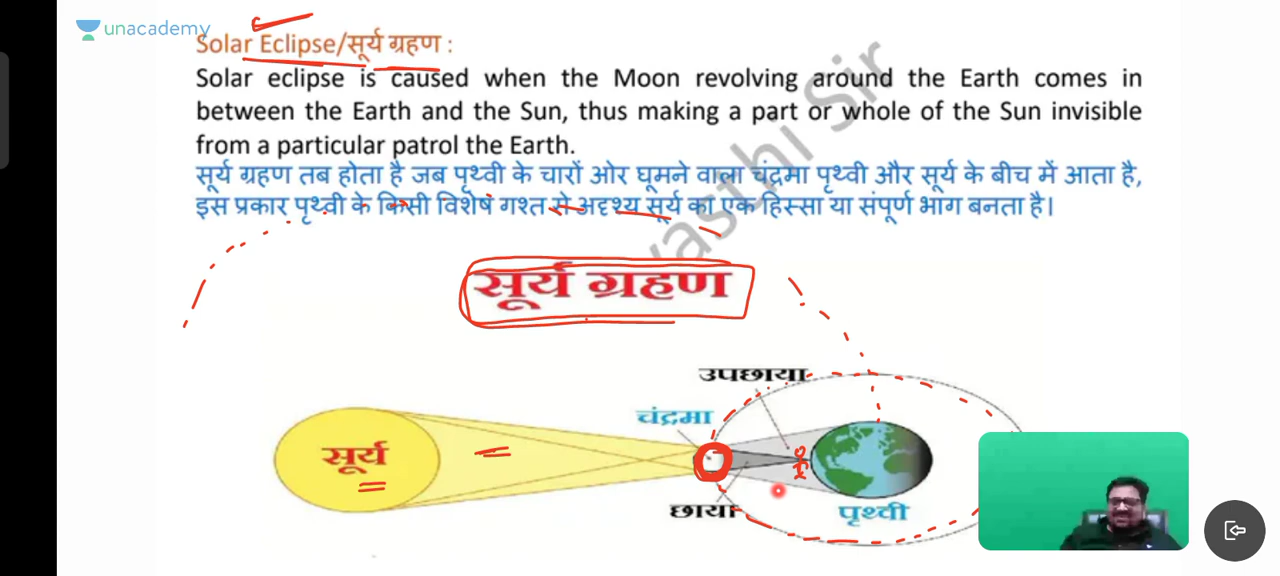 unacademy
Solar Eclipse/सूर्य ग्रहण :
Solar eclipse is caused when the Moon revolving around the Earth comes in
between the Earth and the Sun, thus making a part or whole of the Sun invisible
from a particular patrol the Earth.
सूर्य ग्रहण तब होता है जब पृथ्वी के चारों ओर घूमने वाला चंद्रमा पृथ्वी और सूर्य के बीच में आता है,
इस प्रकार पृथ्वी के किसी विशेष गश्त से अदृश्य सूर्य का एक हिस्सा या संपूर्ण भाग बनता है।
सूर्य ग्रहण
उपछाया
चंद्रमा
सूर्य
छाया
पृथ्वी
Sir